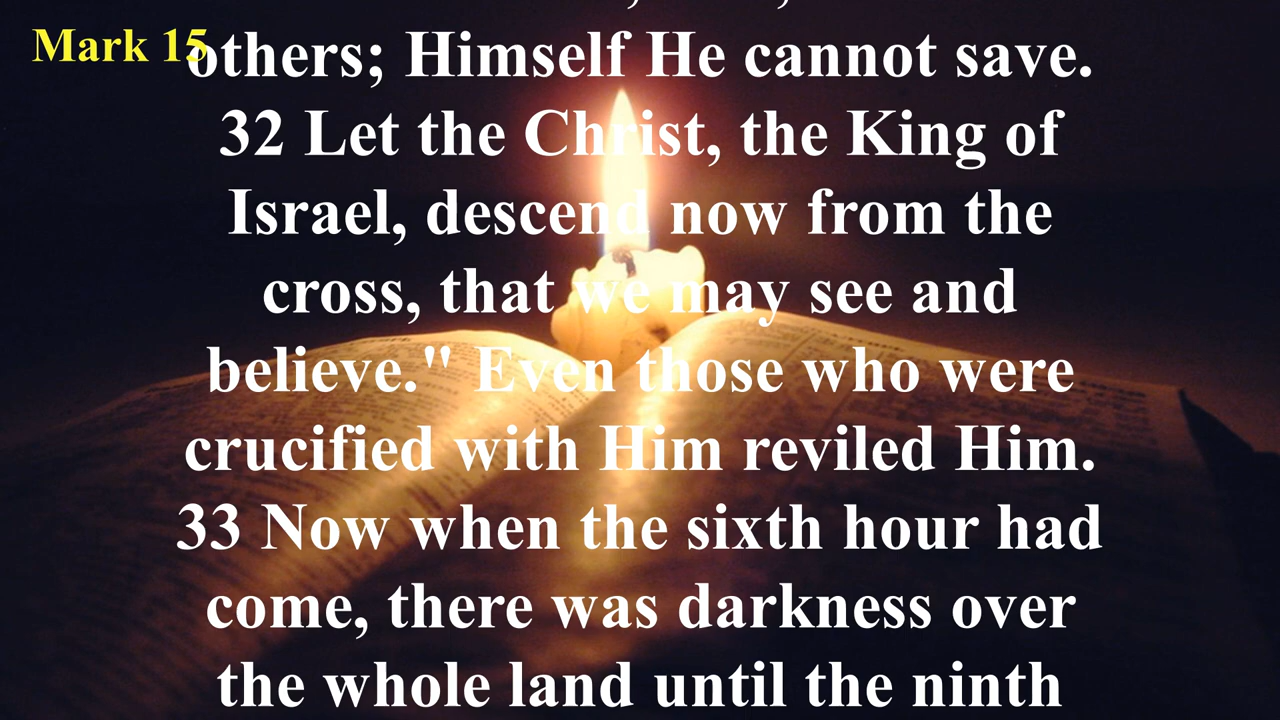 Mark 15
others; Himself He cannot save.
32 Let the Christ, the King of
Israel, descend now from the
cross, that we may see and
believe." Even those who were
crucified with Him reviled Him.
33 Now when the sixth hour had
come, there was darkness over
the whole land until the ninth